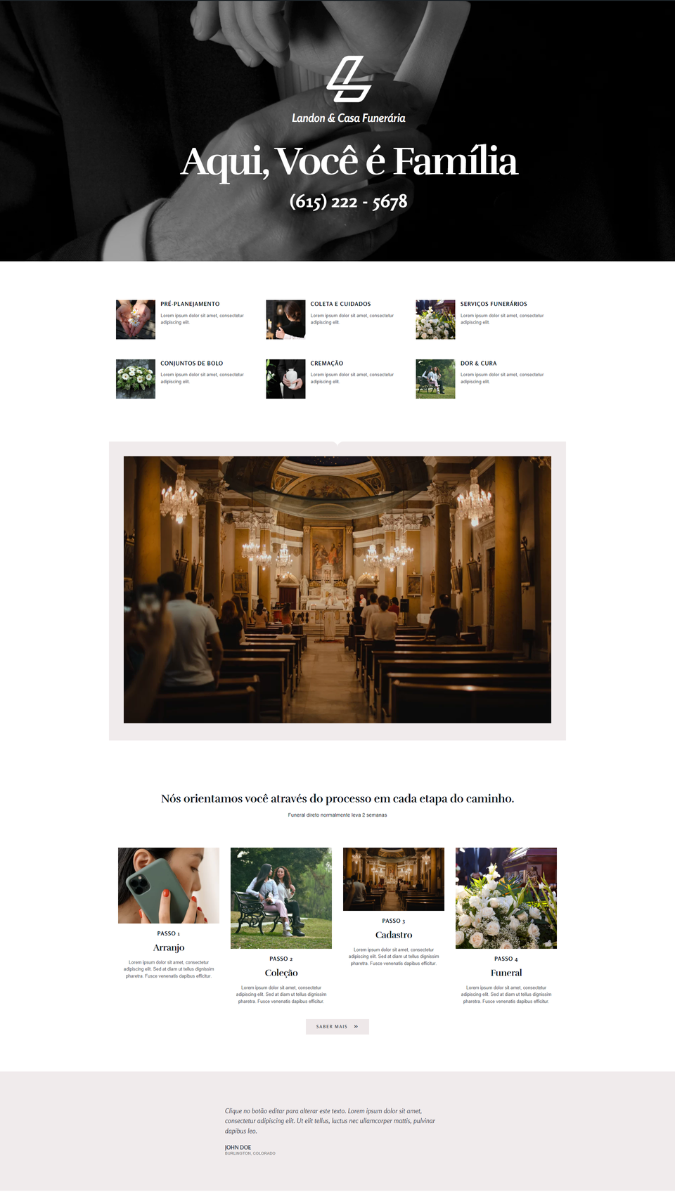 Landon & Casa Funerária
Aqui, Você é Família
(615) 222 - 5678
PRÉ-PLANEJAMENTO
Lorem ipsum dolor sit amet, consectetur
adipiscing elit.
COLETA E CUIDADOS
Lorem ipsum dolor sit amet, consectetur
adipiscing elit.
SERVIÇOS FUNERÁRIOS
Lorem ipsum dolor sit amet, consectetur
adipiscing elit.
CONJUNTOS DE BOLO
Lorem ipsum dolor sit amet, consectetur
adipiscing elit.
CREMAÇÃO
Lorem ipsum dolor sit amet, consectetur
adipiscing elit.
DOR & CURA
Lorem ipsum dolor sit amet, consectetur
adipiscing elit.
Nós orientamos você através do processo em cada etapa do caminho.
Funeral direto normalmente leva 2 semanas
PASSO 1
Arranjo
Lorem ipsum dolor sit amet, consectetur
adipiscing elit. Sed at diam ut tellus dignissim
pharetra. Fusce venenatis dapibus efficitur.
PASSO 2
Coleção
Lorem ipsum dolor sit amet, consectetur
adipiscing elit. Sed at diam ut tellus dignissim
pharetra. Fusce venenatis dapibus efficitur.
PASSO 3
Cadastro
Lorem ipsum dolor sit amet, consectetur
adipiscing elit. Sed at diam ut tellus dignissim
pharetra. Fusce venenatis dapibus efficitur.
PASSO 4
Funeral
Lorem ipsum dolor sit amet, consectetur
adipiscing elit. Sed at diam ut tellus dignissim
pharetra. Fusce venenatis dapibus efficitur.
SABER MAIS »
Clique no botão editar para alterar este texto. Lorem ipsum dolor sit amet,
consectetur adipiscing elit. Ut elit tellus, luctus nec ullamcorper mattis, pulvinar
dapibus leo.
JOHN DOE
BURLINGTON, COLORADO